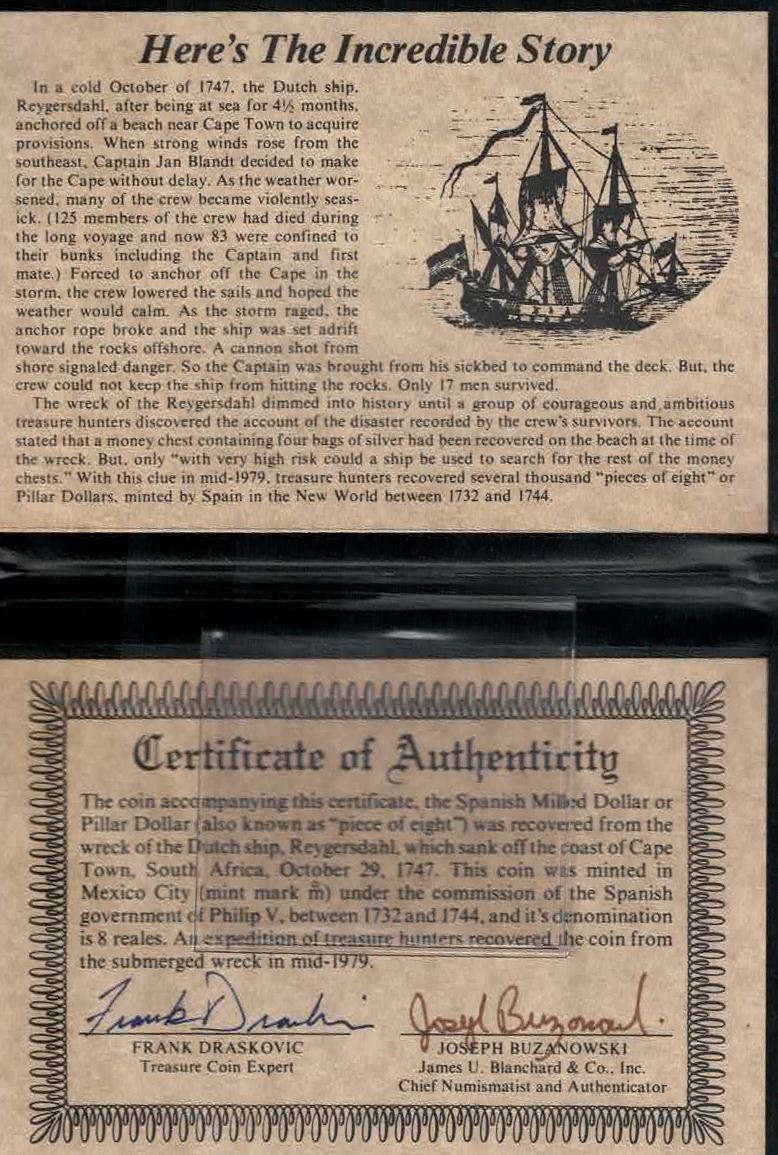 Here's The Incredible Story
In a cold October of 1747, the Dutch ship,
Reygersdahl, after being at sea for 4½ months,
anchored off a beach near Cape Town to acquire
provisions. When strong winds rose from the
southeast, Captain Jan Blandt decided to make
for the Cape without delay. As the weather wor-
sened, many of the crew became violently seas-
ick. (125 members of the crew had died during
the long voyage and now 83 were confined to
their bunks including the Captain and first
mate.) Forced to anchor off the Cape in the
storm, the crew lowered the sails and hoped the
weather would calm. As the storm raged, the
anchor rope broke and the ship was set adrift
toward the rocks offshore. A cannon shot from
shore signaled danger. So the Captain was brought from his sickbed to command the deck. But, the
crew could not keep the ship from hitting the rocks. Only 17 men survived.
The wreck of the Reygersdahl dimmed into history until a group of courageous and ambitious
treasure hunters discovered the account of the disaster recorded by the crew's survivors. The account
stated that a money chest containing four bags of silver had been recovered on the beach at the time of
the wreck. But, only "with very high risk could a ship be used to search for the rest of the money
chests." With this clue in mid-1979, treasure hunters recovered several thousand "pieces of eight" or
Pillar Dollars, minted by Spain in the New World between 1732 and 1744.
Certificate of Authenticity
The coin accompanying this certificate, the Spanish Milled Dollar or
Pillar Dollar (also known as "piece of eight") was recovered from the
wreck of the Dutch ship, Reygersdahl, which sank off the coast of Cape
Town, South Africa, October 29, 1747. This coin was minted in
Mexico City (mint mark m̊) under the commission of the Spanish
government of Philip V, between 1732 and 1744, and it's denomination
is 8 reales. An expedition of treasure hunters recovered the coin from
the submerged wreck in mid-1979.
Frank Draskovic
Joseph Buzanowski
FRANK DRASKOVIC
Treasure Coin Expert
JOSEPH BUZANOWSKI
James U. Blanchard & Co., Inc.
Chief Numismatist and Authenticator